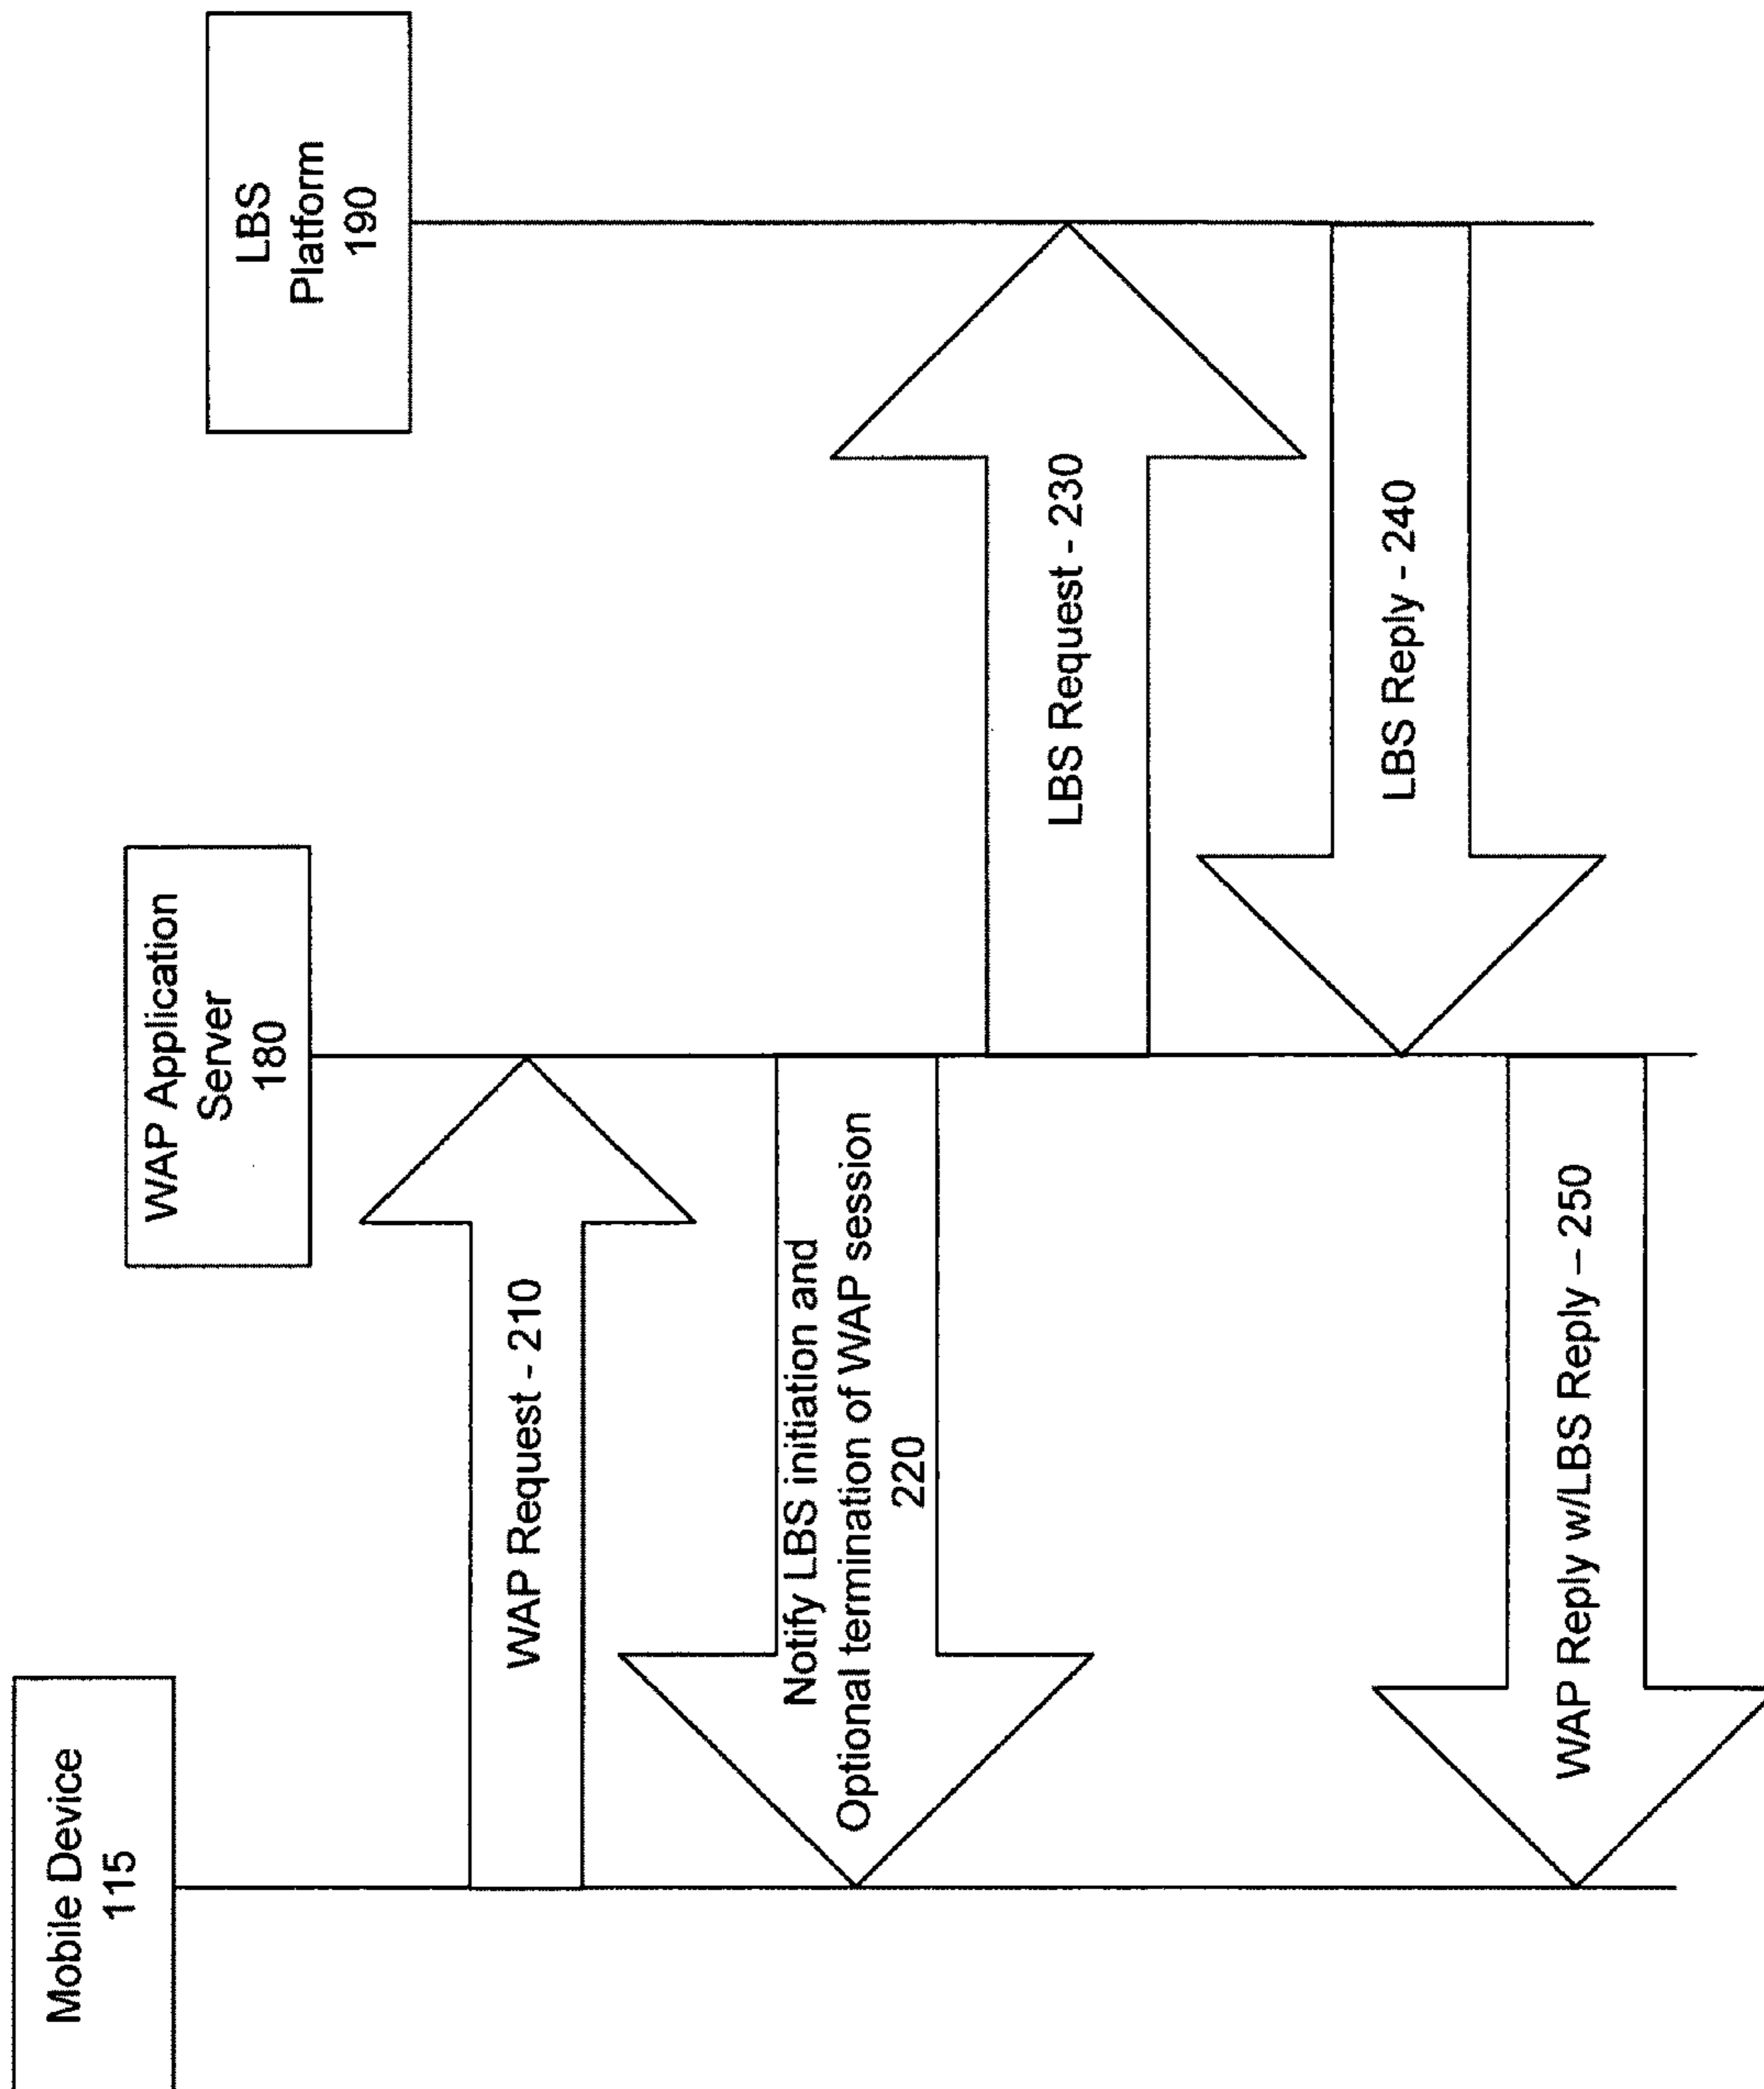 Mobile Device
115
WAP Application
Server
180
LBS
Platform
190
WAP Request - 210
Notify LBS initiation and
Optional termination of WAP session
220
LBS Request - 230
LBS Reply - 240
WAP Reply w/LBS Reply – 250